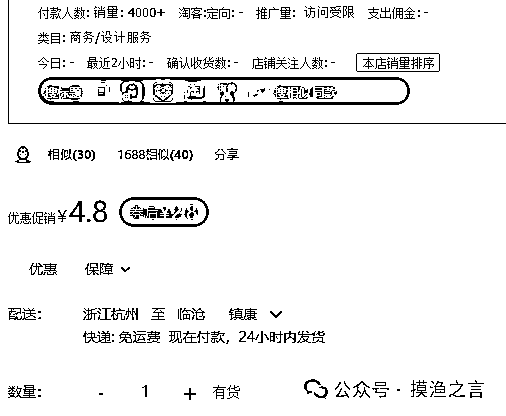 付款人数: 销量: 4000+ 淘客:定向: - 推广量: 访问受限 支出佣金: -
类目: 商务/设计服务
今日: - 最近2小时: - 确认收货数: - 店铺关注人数: - 本店销量排序
相似(30) 1688相似(40) 分享
优惠促销¥4.8
优惠 保障
配送: 浙江杭州 至 临沧 镇康
快递: 免运费 现在付款, 24小时内发货
数量: - 1 + 有货
公众号 · 摸渔之言